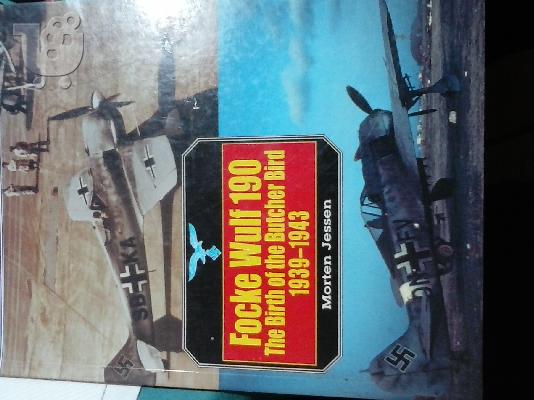 Focke Wulf 190
The Birth of the Butcher Bird
1939–1943
Morten Jessen
SB KA